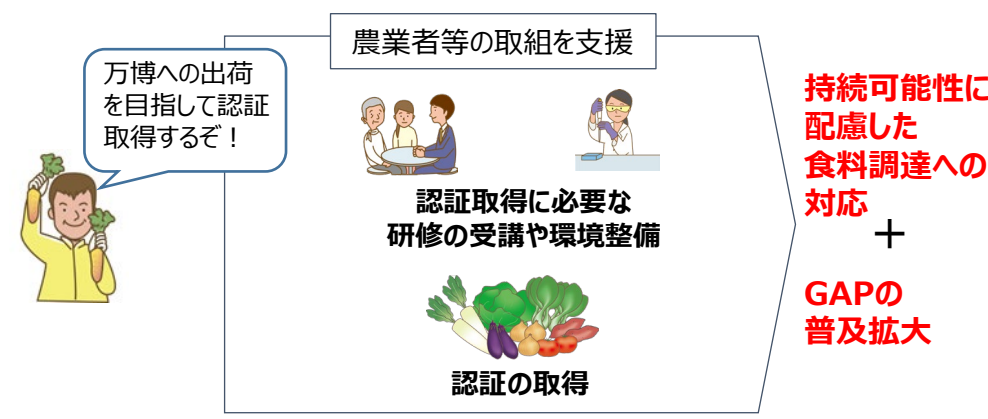 農業者等の取組を支援
万博への出荷
を目指して認証
取得するぞ！
認証取得に必要な
研修の受講や環境整備
認証の取得
持続可能性に
配慮した
食料調達への
対応
＋
GAPの
普及拡大